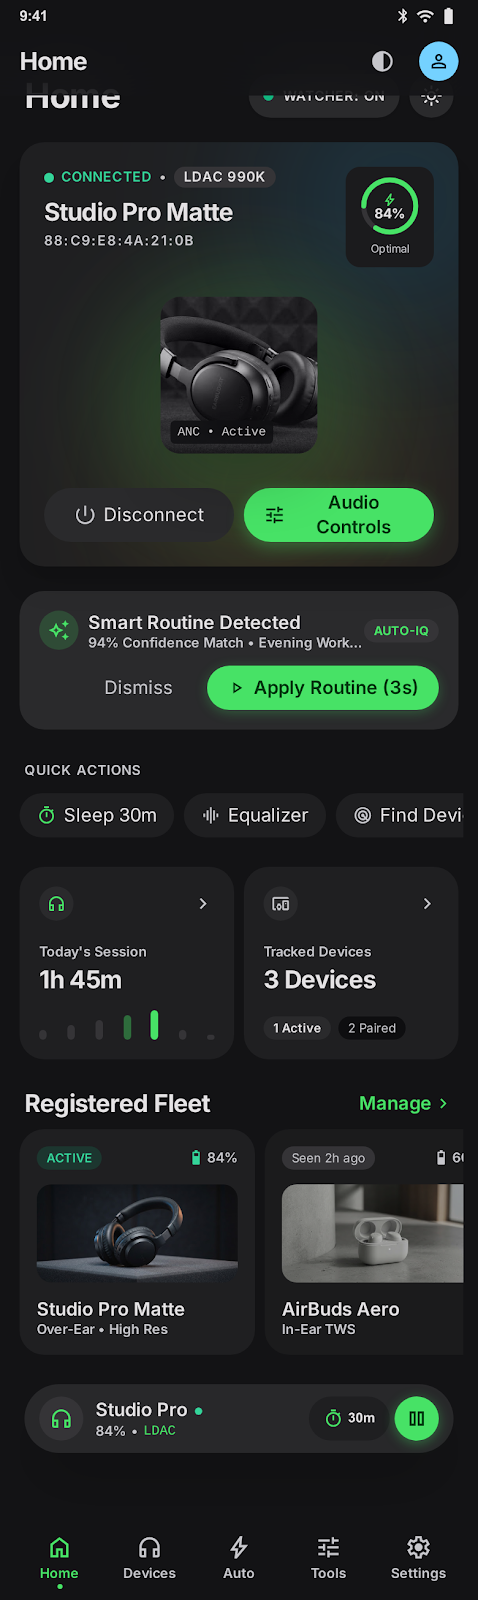 9:41
Home
Home
WATCHER: ON
CONNECTED • LDAC 990K
Studio Pro Matte
88:C9:E8:4A:21:0B
84%
Optimal
ANC • Active
Disconnect
Audio
Controls
Smart Routine Detected
94% Confidence Match • Evening Work...
AUTO-IQ
Dismiss
Apply Routine (3s)
QUICK ACTIONS
Sleep 30m
Equalizer
Find Devi
Today's Session
1h 45m
Tracked Devices
3 Devices
1 Active
2 Paired
Registered Fleet
Manage
ACTIVE
84%
Studio Pro Matte
Over-Ear • High Res
Seen 2h ago
60
AirBuds Aero
In-Ear TWS
Studio Pro
84% • LDAC
30m
Home
Devices
Auto
Tools
Settings